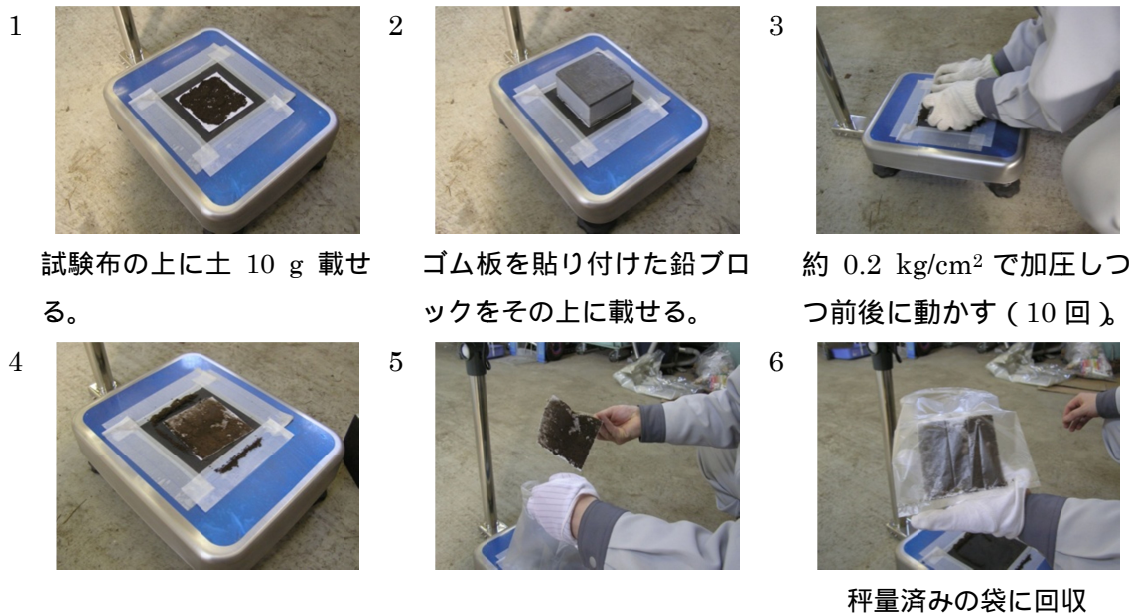 1
2
3
試験布の上に土 10 g 載せ
る。
ゴム板を貼り付けた鉛ブロ
ックをその上に載せる。
約 0.2 kg/cm² で加圧しつ
つ前後に動かす(10 回)。
4
5
6
秤量済みの袋に回収